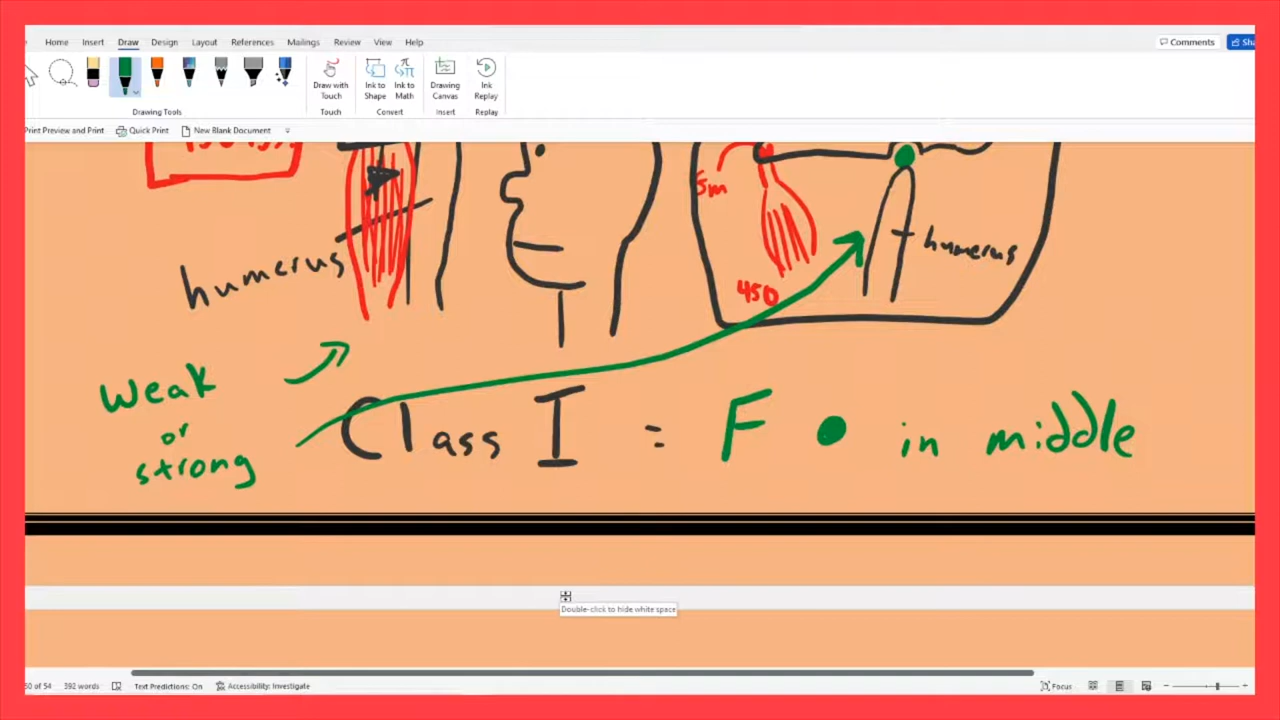 Home Insert Draw Design Layout References Mailings Review View Help Comments
Draw with Touch
Ink to Shape
Ink to Math
Drawing Canvas
Ink Replay
Drawing Tools Touch Convert Insert Replay
Print Preview and Print Quick Print New Blank Document
5m
humerus
humerus
450
Weak
or
strong
Class I = F in middle
Double-click to hide white space
of 54 392 words Text Predictions: On Accessibility: Investigate Focus